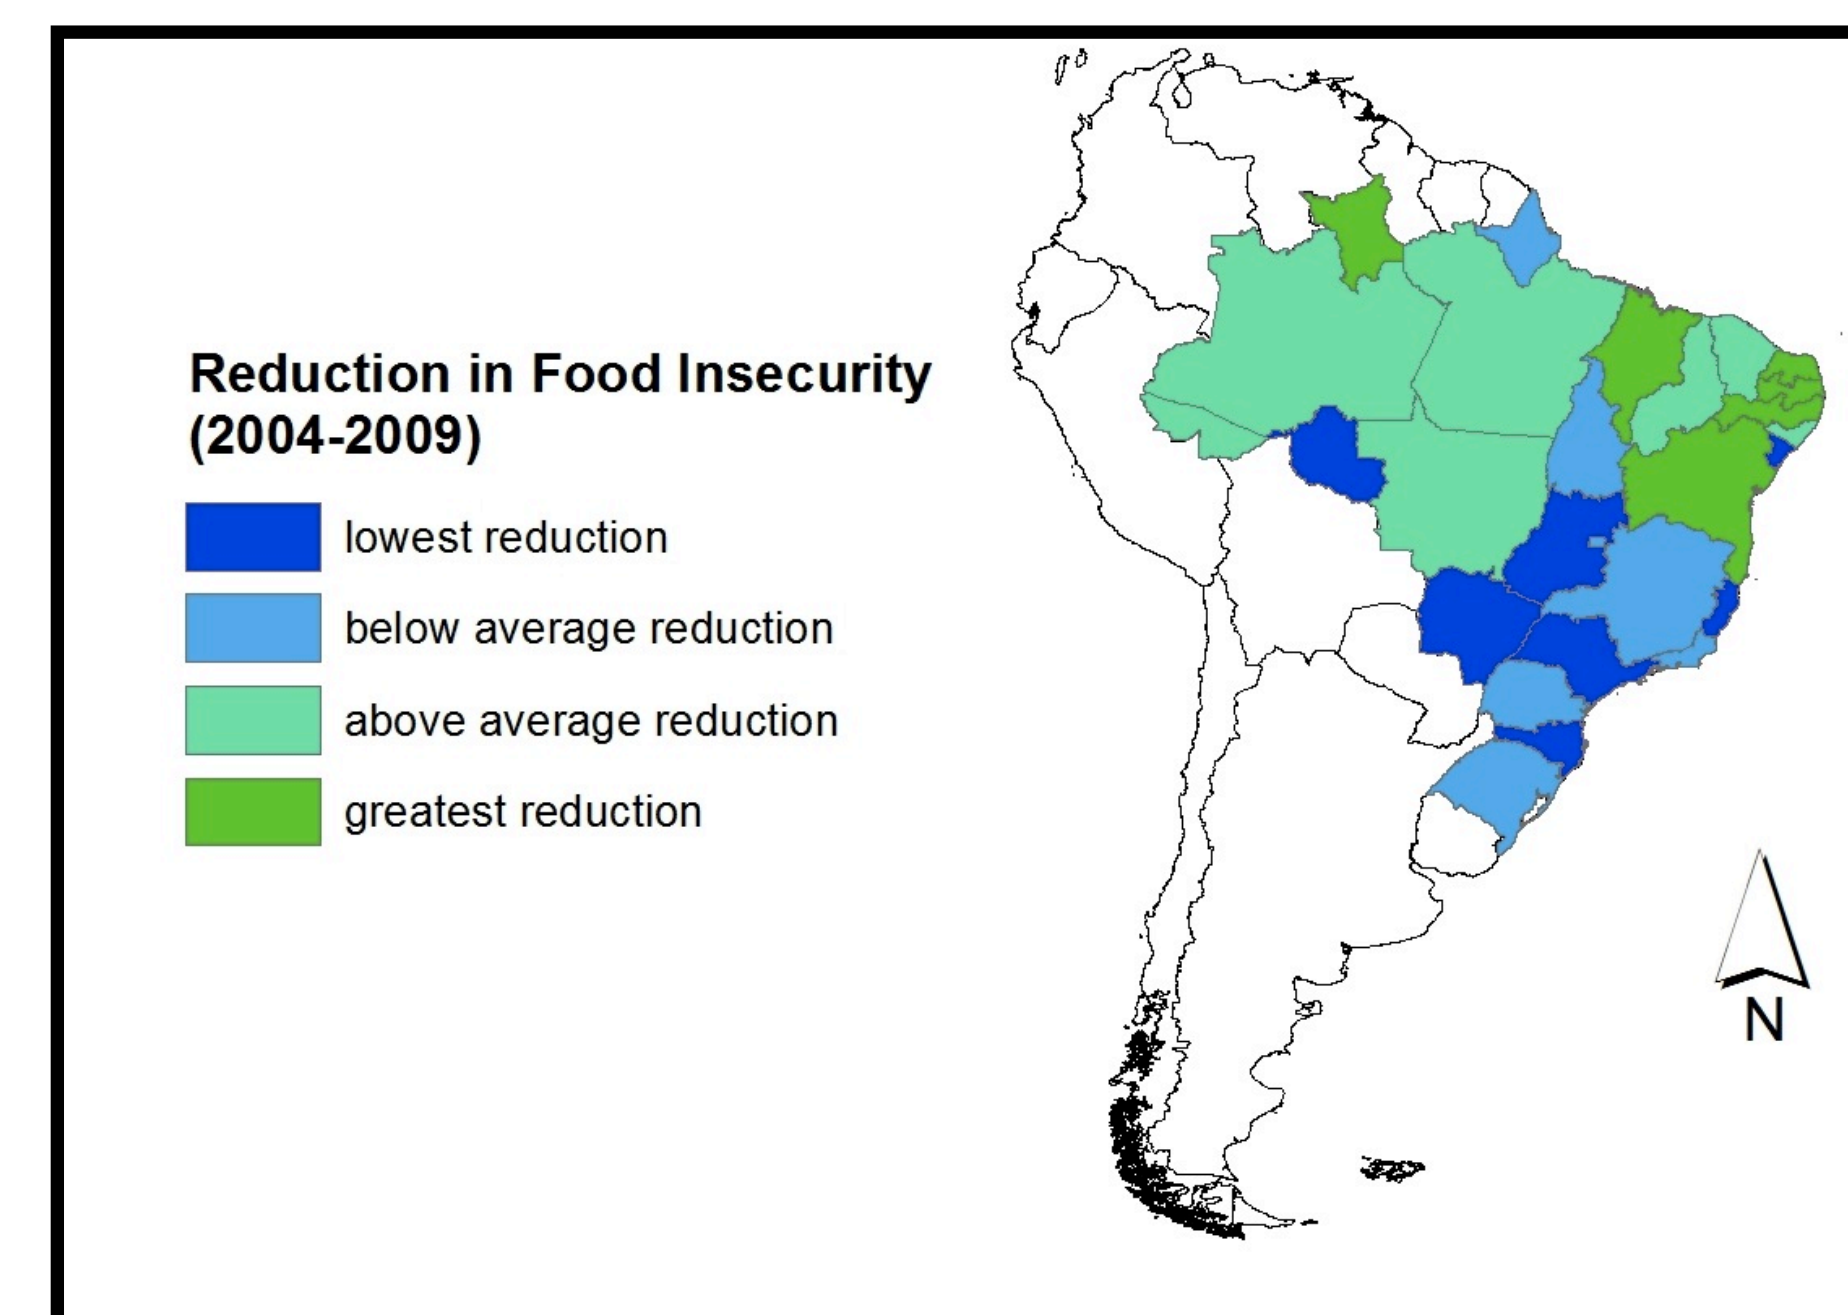 Reduction in Food Insecurity
(2004-2009)
lowest reduction
below average reduction
above average reduction
greatest reduction
N